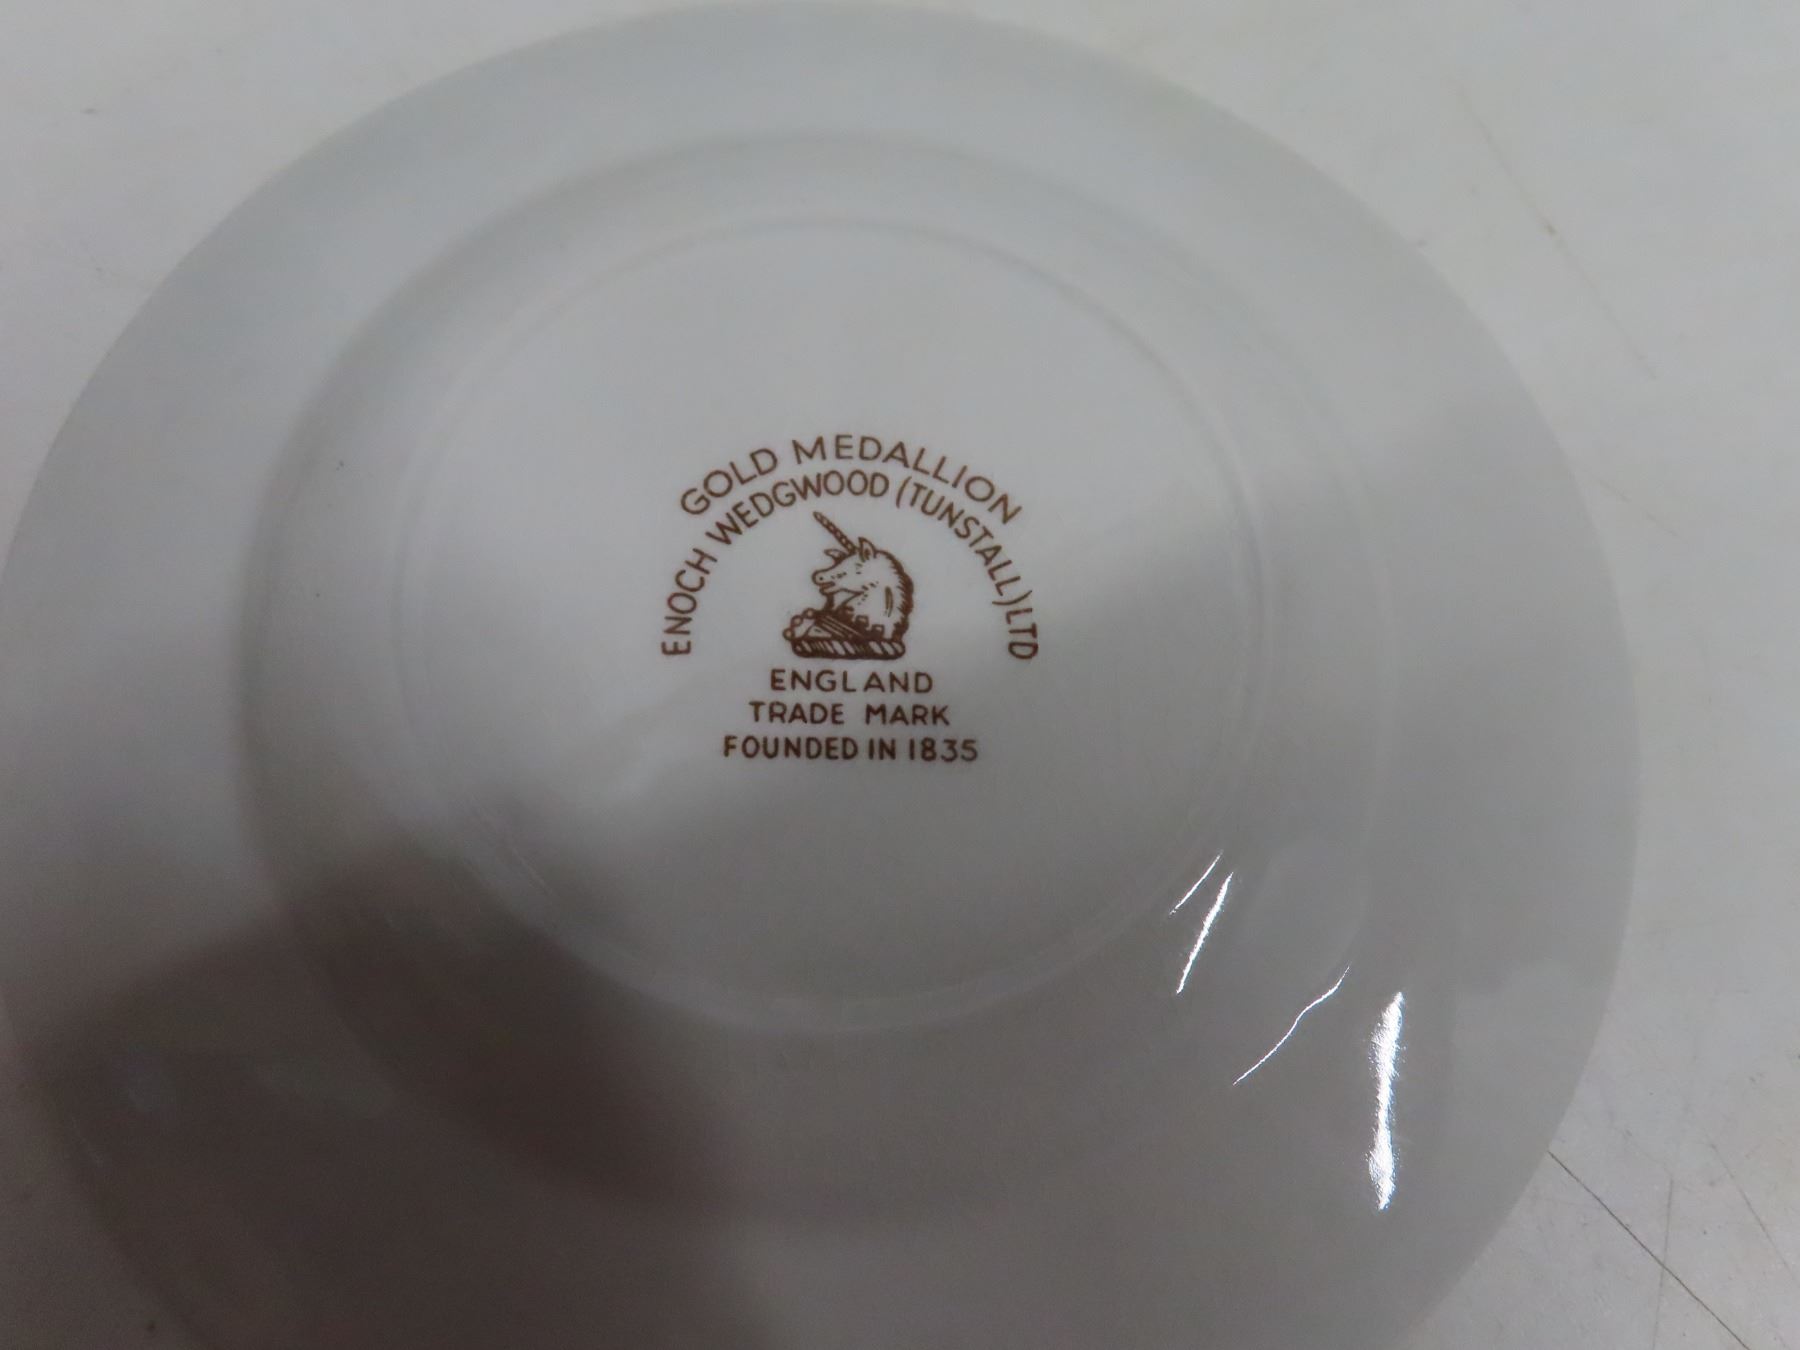 GOLD MEDALLION
ENOCH WEDGWOOD (TUNSTALL) LTD
ENGLAND
TRADE MARK
FOUNDED IN 1835